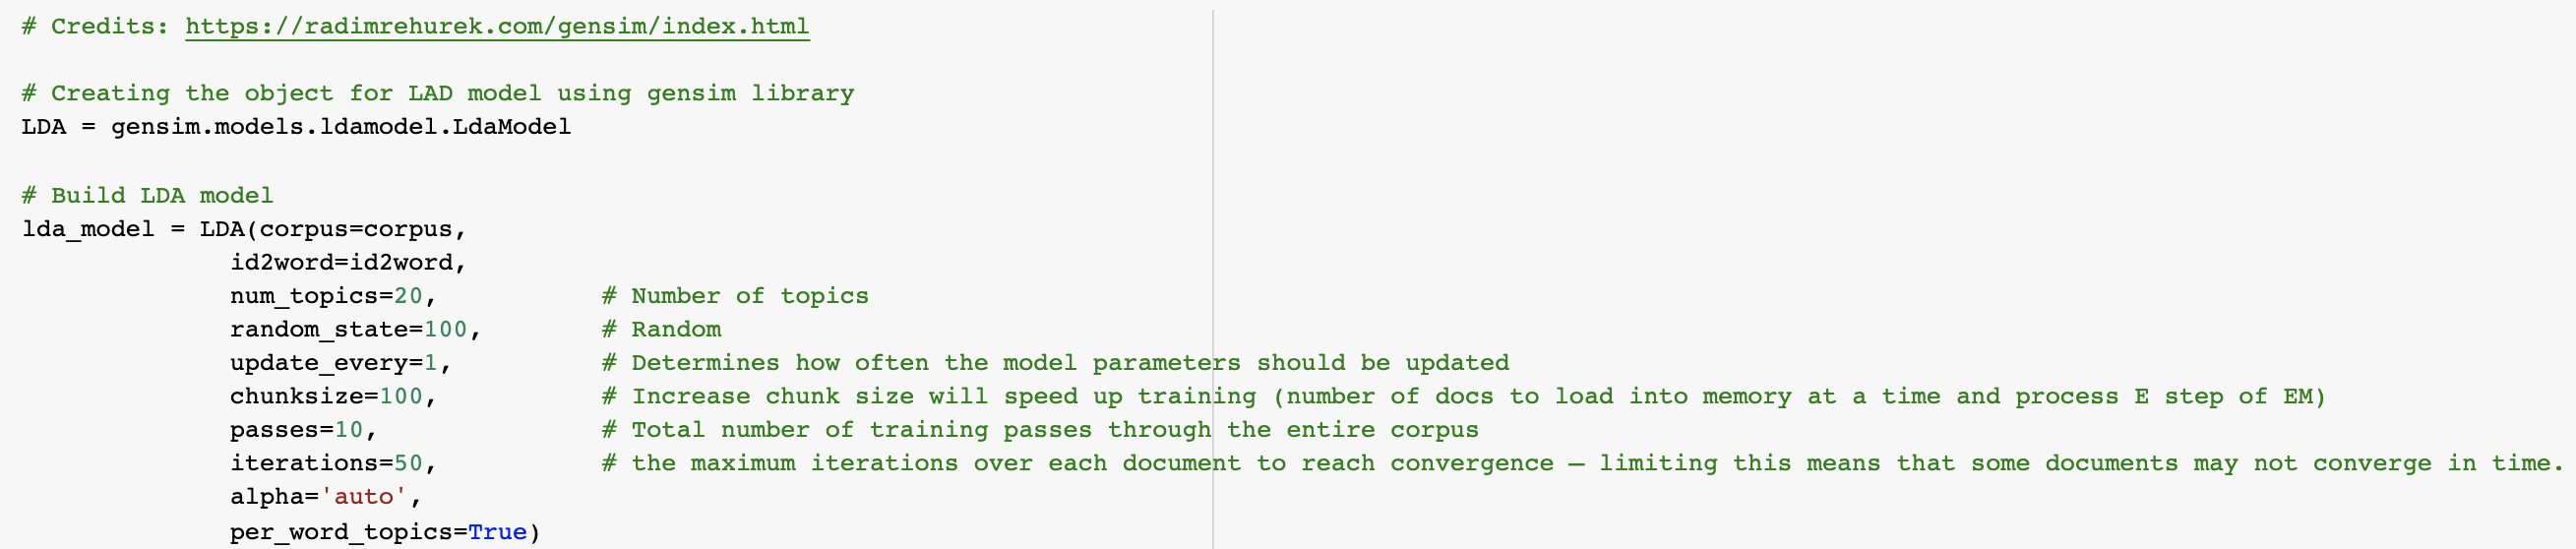 # Credits: https://radimrehurek.com/gensim/index.html
# Creating the object for LAD model using gensim library
LDA = gensim.models.ldamodel.LdaModel
# Build LDA model
lda_model = LDA(corpus=corpus,
id2word=id2word,
num_topics=20, # Number of topics
random_state=100, # Random
update_every=1, # Determines how often the model parameters should be updated
chunksize=100, # Increase chunk size will speed up training (number of docs to load into memory at a time and process E step of EM)
passes=10, # Total number of training passes through the entire corpus
iterations=50, # the maximum iterations over each document to reach convergence — limiting this means that some documents may not converge in time.
alpha='auto',
per_word_topics=True)